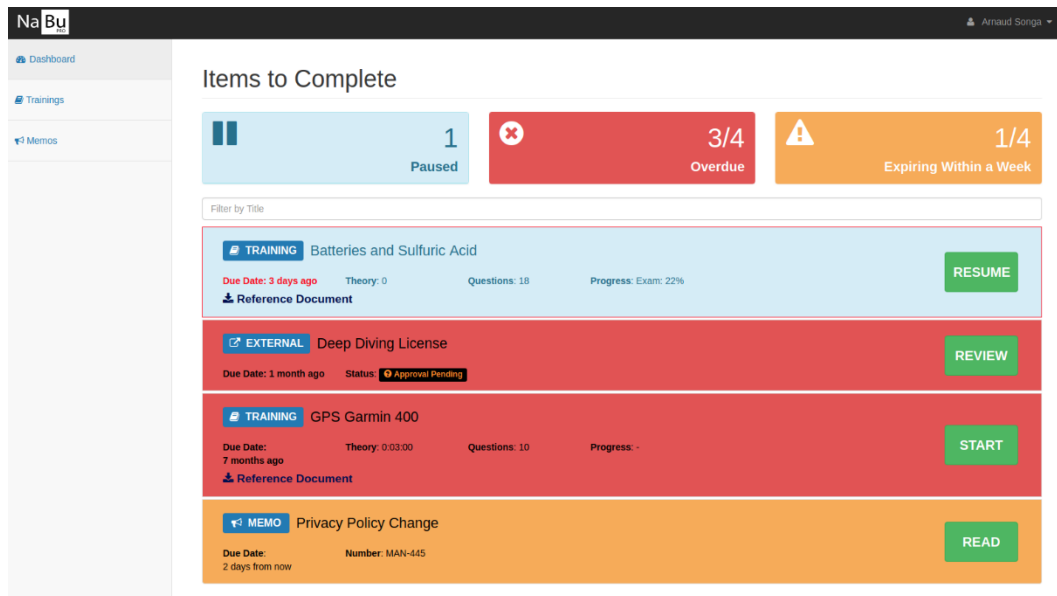 NaBu
PRO
Arnaud Songa
Dashboard
Trainings
Memos
Items to Complete
1
Paused
3/4
Overdue
1/4
Expiring Within a Week
Filter by Title
TRAINING Batteries and Sulfuric Acid
Due Date: 3 days ago Theory: 0 Questions: 18 Progress: Exam: 22%
Reference Document
RESUME
EXTERNAL Deep Diving License
Due Date: 1 month ago Status: Approval Pending
REVIEW
TRAINING GPS Garmin 400
Due Date: Theory: 0:03:00 Questions: 10 Progress: -
7 months ago
Reference Document
START
MEMO Privacy Policy Change
Due Date: Number: MAN-445
2 days from now
READ